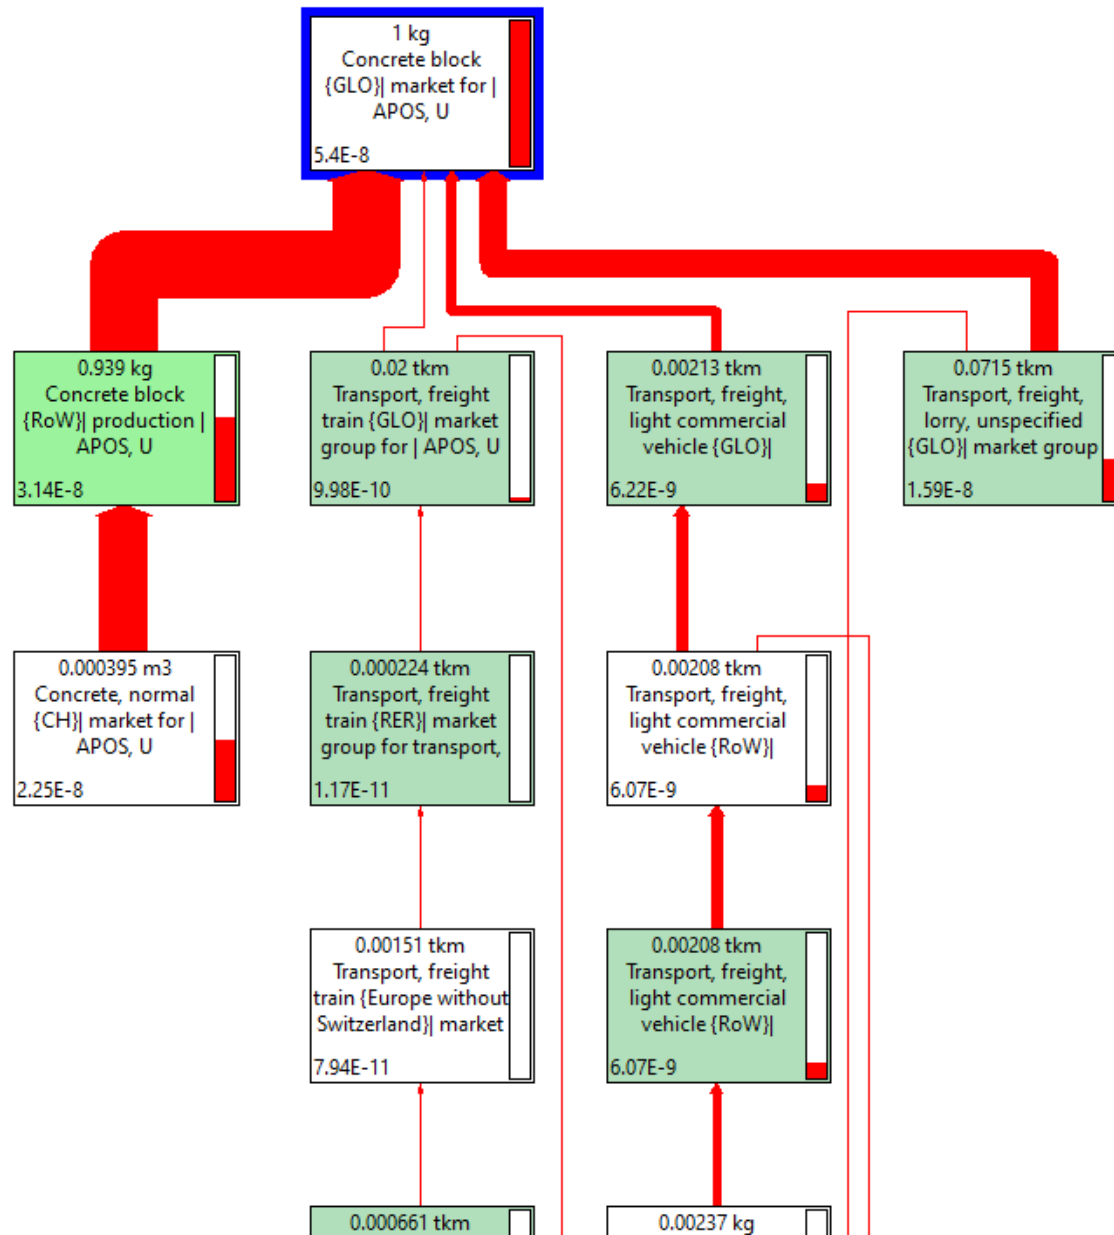 1 kg
Concrete block
{GLO}| market for |
APOS, U
5.4E-8
0.939 kg
Concrete block
{RoW}| production |
APOS, U
3.14E-8
0.02 tkm
Transport, freight
train {GLO}| market
group for | APOS, U
9.98E-10
0.00213 tkm
Transport, freight,
light commercial
vehicle {GLO}|
6.22E-9
0.0715 tkm
Transport, freight,
lorry, unspecified
{GLO}| market group
1.59E-8
0.000395 m3
Concrete, normal
{CH}| market for |
APOS, U
2.25E-8
0.000224 tkm
Transport, freight
train {RER}| market
group for transport,
1.17E-11
0.00208 tkm
Transport, freight,
light commercial
vehicle {RoW}|
6.07E-9
0.00151 tkm
Transport, freight
train {Europe without
Switzerland}| market
7.94E-11
0.00208 tkm
Transport, freight,
light commercial
vehicle {RoW}|
6.07E-9
0.000661 tkm
0.00237 kg